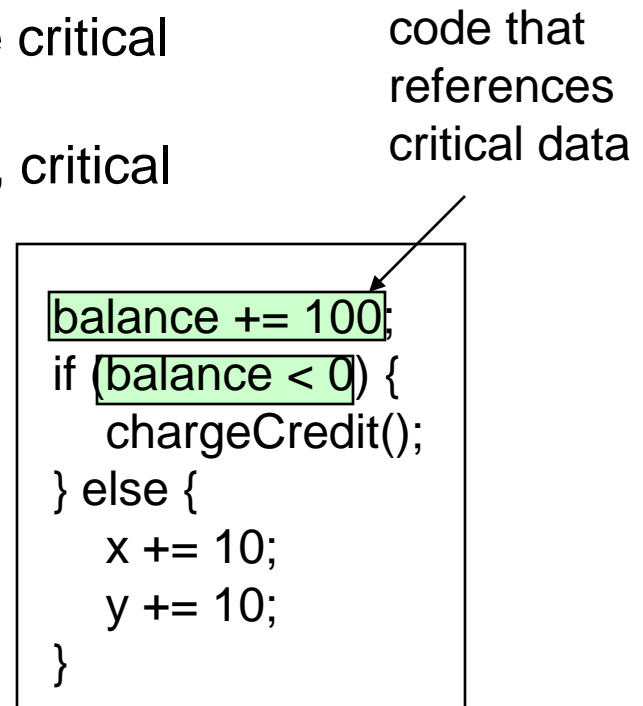 e critical
, critical
code that
references
critical data
balance += 100;
if (balance < 0) {
chargeCredit();
} else {
x += 10;
y += 10;
}